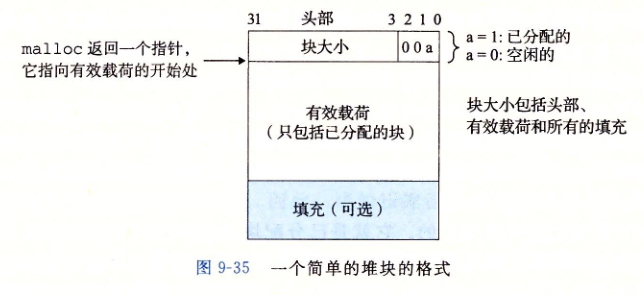 31 头部 3 2 1 0
块大小 0 0 a
a = 1: 已分配的
a = 0: 空闲的
malloc 返回一个指针，
它指向有效载荷的开始处
有效载荷
（只包括已分配的块）
块大小包括头部、
有效载荷和所有的填充
填充（可选）
图 9-35 一个简单的堆块的格式